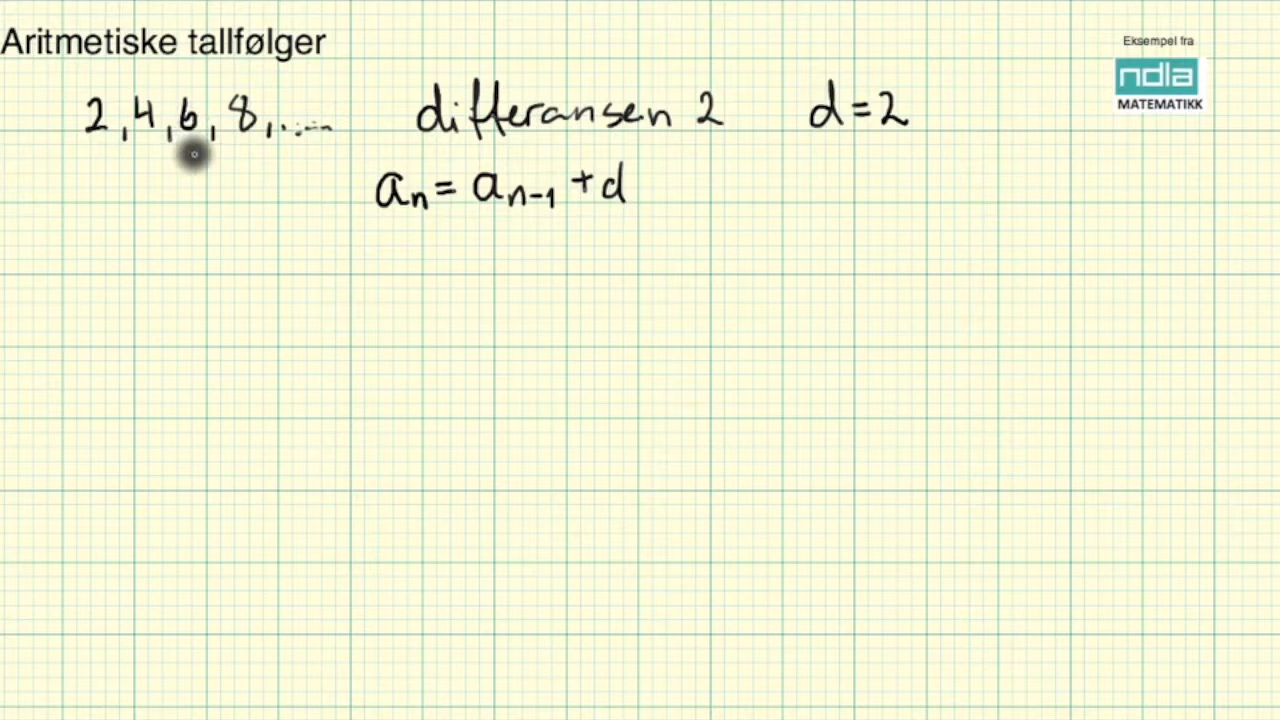 Aritmetiske tallfølger
Eksempel fra
ndla
MATEMATIKK
2, 4, 6, 8, ..... differansen 2 d = 2
aₙ = aₙ₋₁ + d